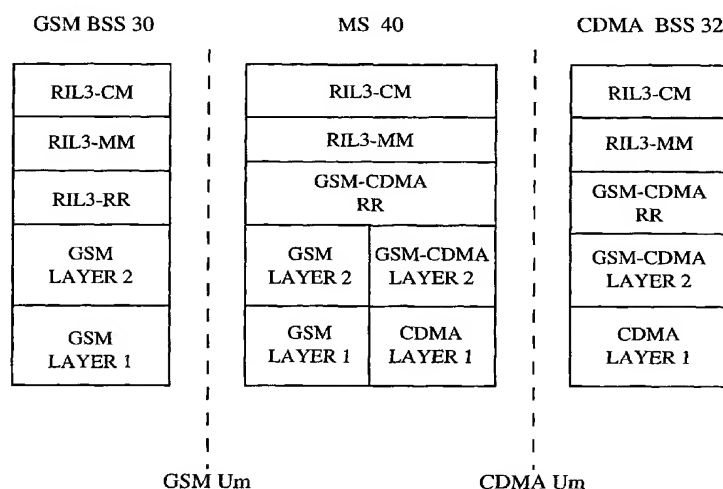 GSM BSS 30
RIL3-CM
RIL3-MM
RIL3-RR
GSM
LAYER 2
GSM
LAYER 1
MS 40
RIL3-CM
RIL3-MM
GSM-CDMA
RR
GSM
LAYER 2
GSM-CDMA
LAYER 2
GSM
LAYER 1
CDMA
LAYER 1
CDMA BSS 32
RIL3-CM
RIL3-MM
GSM-CDMA
RR
GSM-CDMA
LAYER 2
CDMA
LAYER 1
GSM Um
CDMA Um